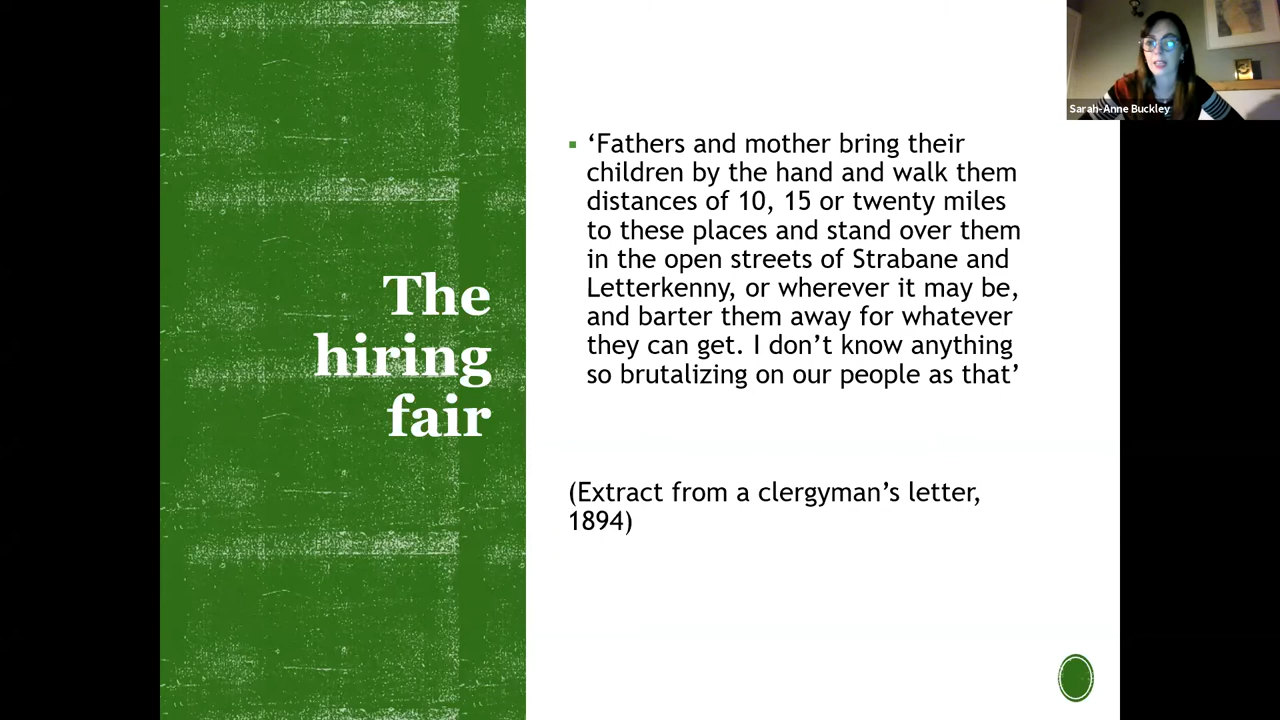 Sarah-Anne Buckley
The
hiring
fair
‘Fathers and mother bring their
children by the hand and walk them
distances of 10, 15 or twenty miles
to these places and stand over them
in the open streets of Strabane and
Letterkenny, or wherever it may be,
and barter them away for whatever
they can get. I don’t know anything
so brutalizing on our people as that’
(Extract from a clergyman’s letter,
1894)